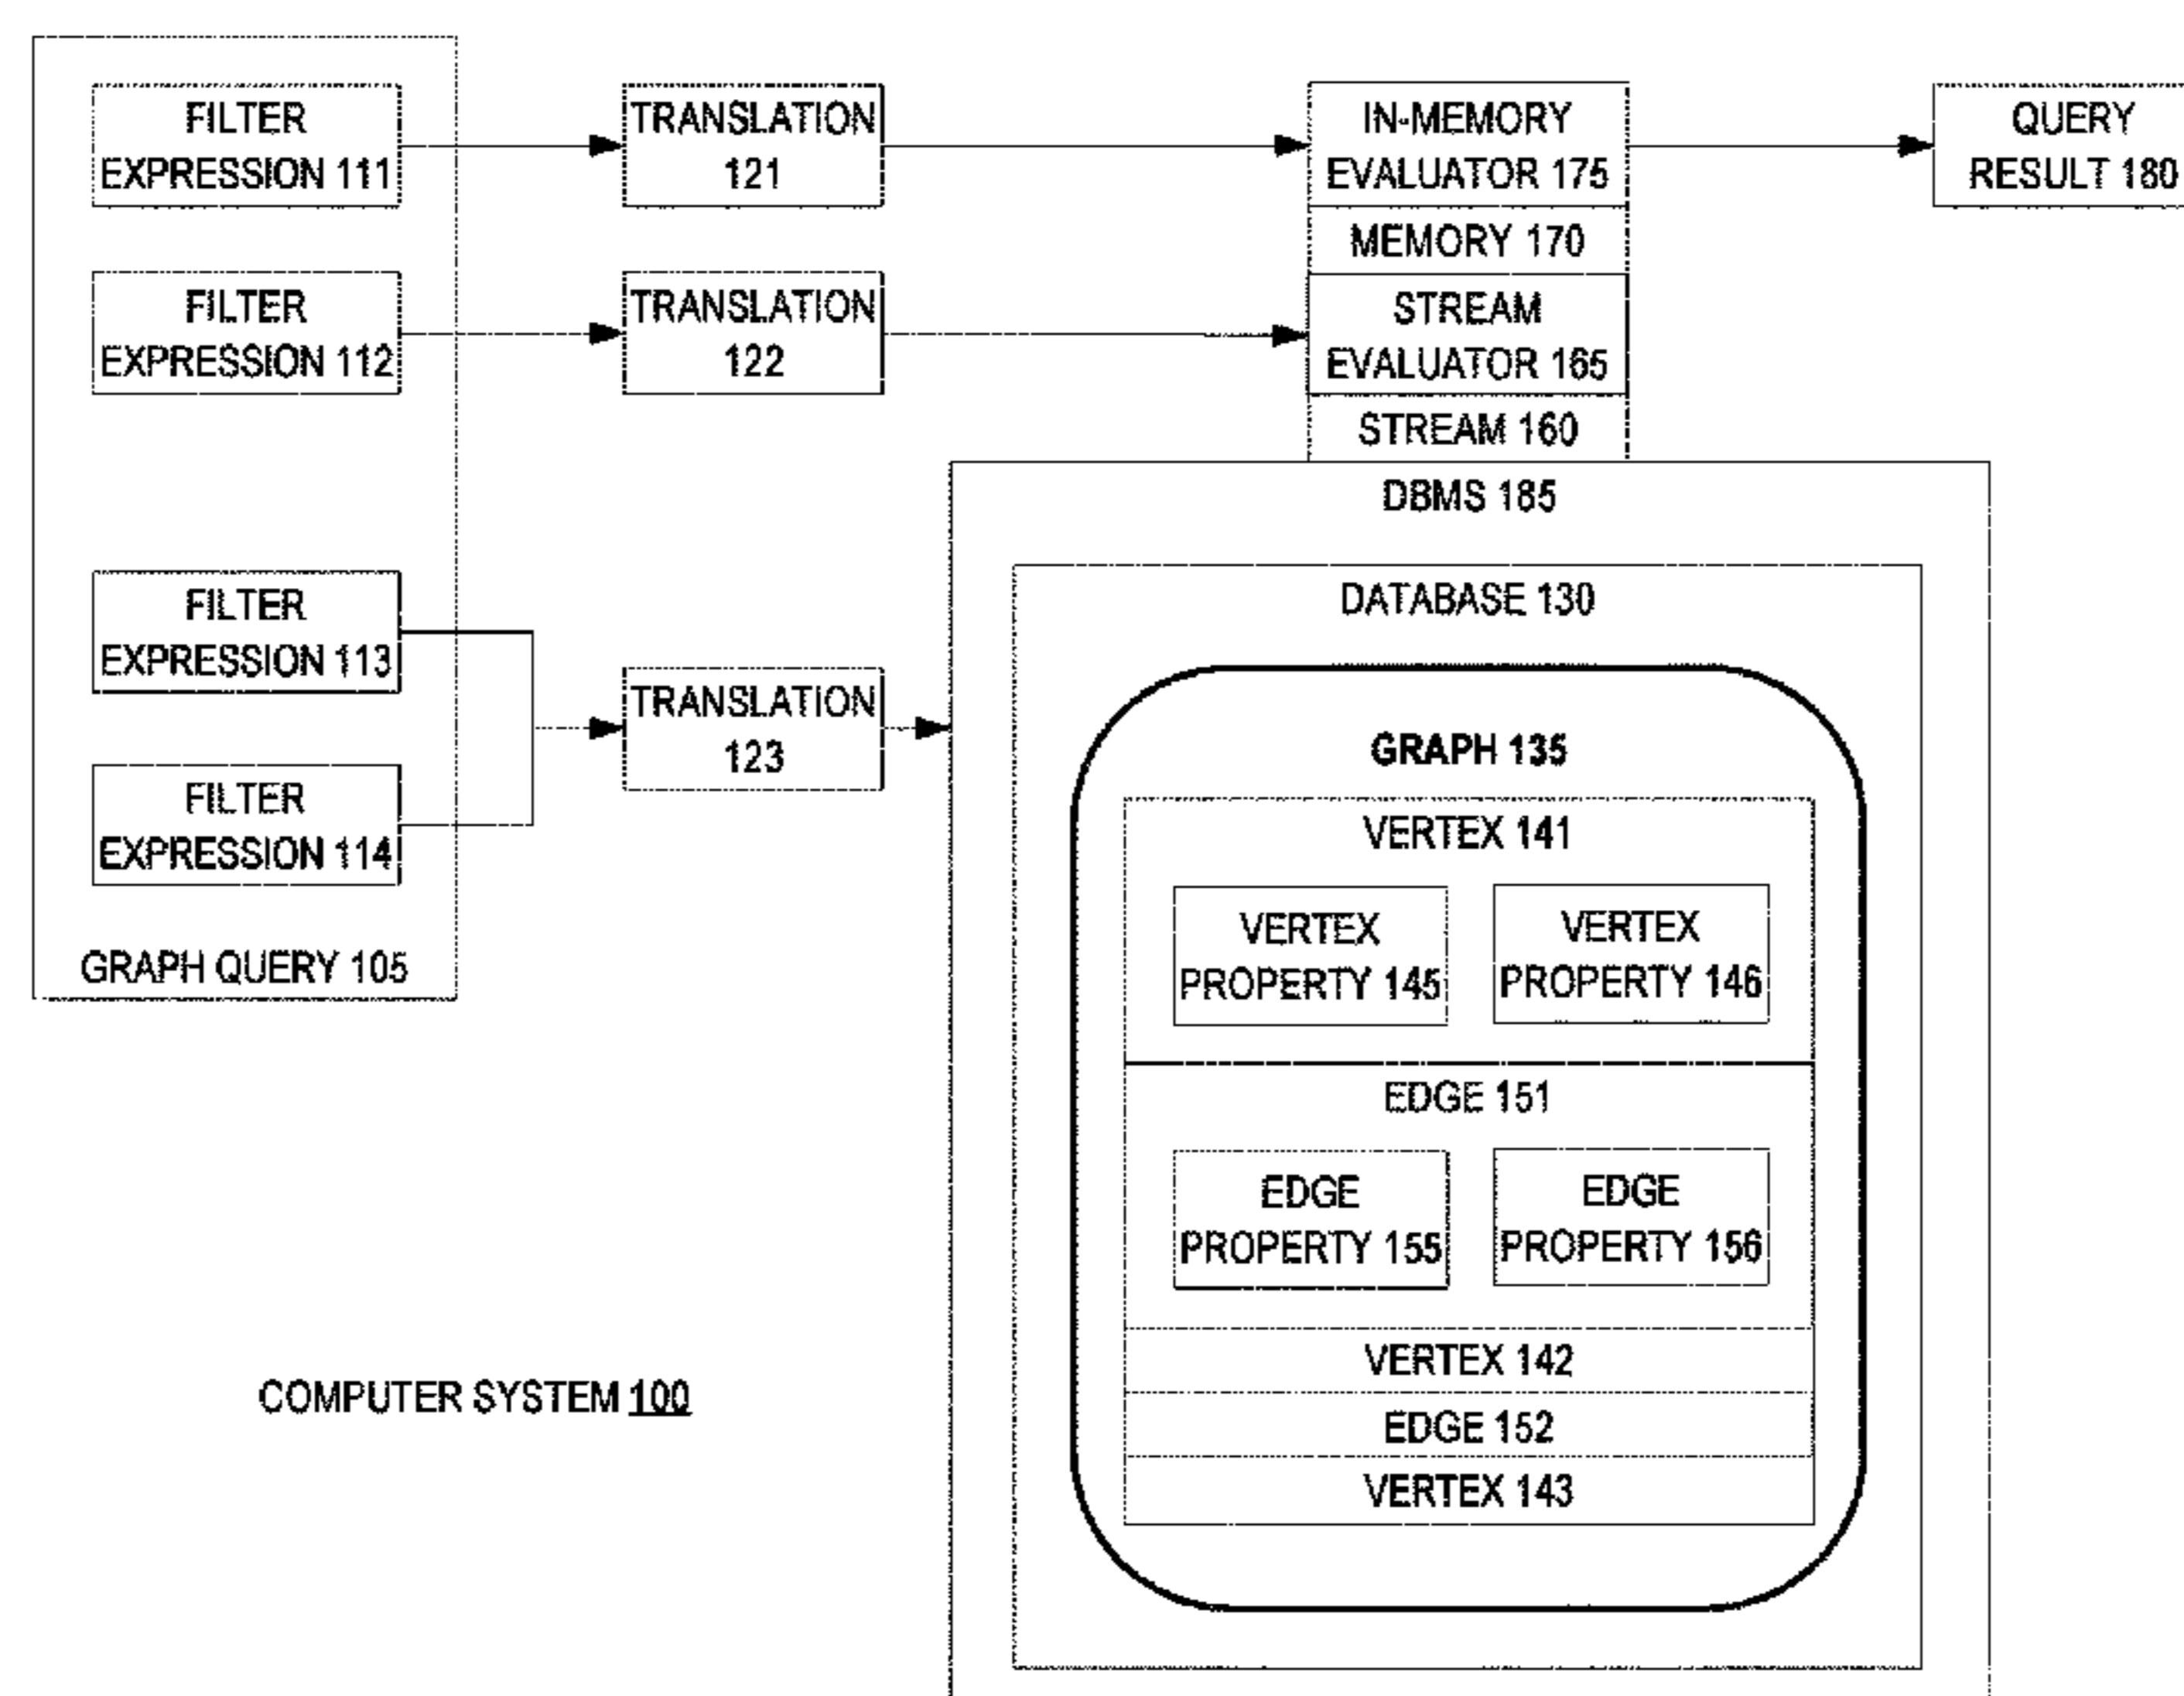 FILTER
EXPRESSION 111
TRANSLATION
121
IN-MEMORY
EVALUATOR 175
QUERY
RESULT 180
MEMORY 170
FILTER
EXPRESSION 112
TRANSLATION
122
STREAM
EVALUATOR 165
STREAM 160
DBMS 185
FILTER
EXPRESSION 113
TRANSLATION
123
FILTER
EXPRESSION 114
GRAPH QUERY 105
DATABASE 130
GRAPH 135
VERTEX 141
VERTEX
PROPERTY 145
VERTEX
PROPERTY 146
EDGE 151
EDGE
PROPERTY 155
EDGE
PROPERTY 156
VERTEX 142
EDGE 152
VERTEX 143
COMPUTER SYSTEM 100